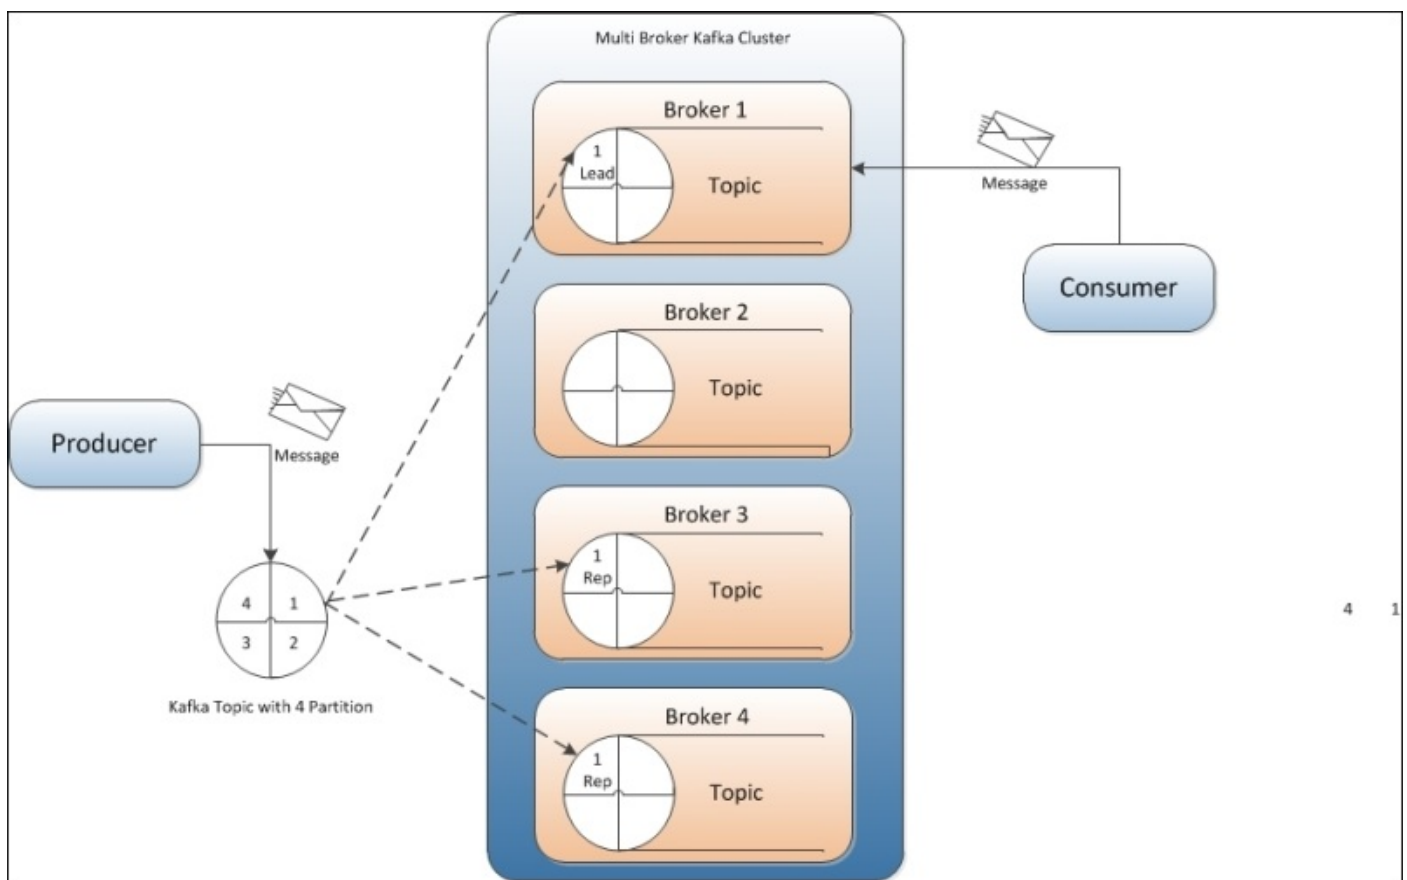 Multi Broker Kafka Cluster
Broker 1
1
Lead
Topic
Message
Consumer
Broker 2
Topic
Producer
Message
Broker 3
1
Rep
Topic
4 1
3 2
Kafka Topic with 4 Partition
4 1
Broker 4
1
Rep
Topic